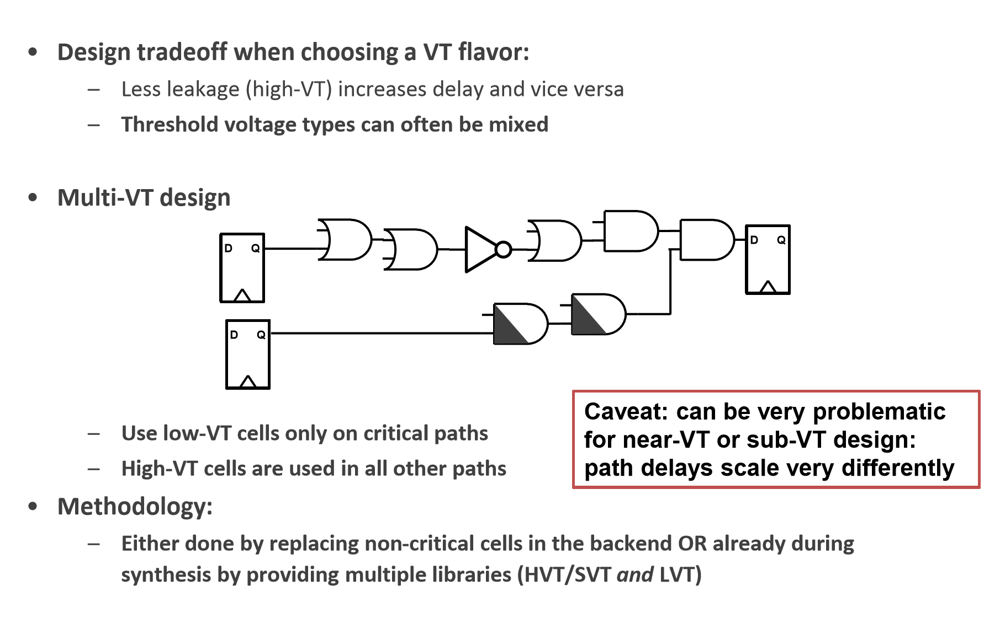 • Design tradeoff when choosing a VT flavor:
– Less leakage (high-VT) increases delay and vice versa
– Threshold voltage types can often be mixed
• Multi-VT design
D Q
D Q
D Q
– Use low-VT cells only on critical paths
– High-VT cells are used in all other paths
Caveat: can be very problematic
for near-VT or sub-VT design:
path delays scale very differently
• Methodology:
– Either done by replacing non-critical cells in the backend OR already during
synthesis by providing multiple libraries (HVT/SVT and LVT)